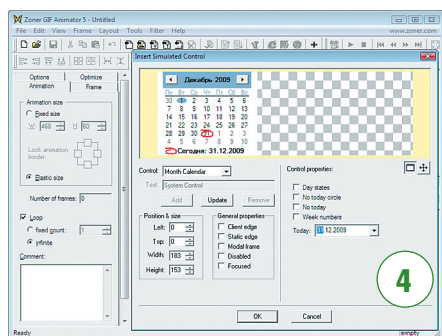 Zoner GIF Animator 5 - Untitled
File Edit View Frame Layout Tools Filter Help www.zoner.com
Insert Simulated Control
Options Optimize
Animation Frame
Animation size
Fixed size
W: 468 H: 60
Lock animation
border
Elastic size
Number of frames: 0
Loop
fixed count: 1
infinite
Comment:
Ready
Декабрь 2009
Пн Вт Ср Чт Пт Сб Вс
30 1 2 3 4 5 6
7 8 9 10 11 12 13
14 15 16 17 18 19 20
21 22 23 24 25 26 27
28 29 30 31 1 2 3
4 5 6 7 8 9 10
Сегодня: 31.12.2009
Control: Month Calendar
Text: System Control
Add Update Remove
Position & size
Left: 0
Top: 0
Width: 183
Height: 153
General properties
Client edge
Static edge
Modal frame
Disabled
Focused
Control properties:
Day states
No today circle
No today
Week numbers
Today: 31.12.2009
4
OK Cancel
empty